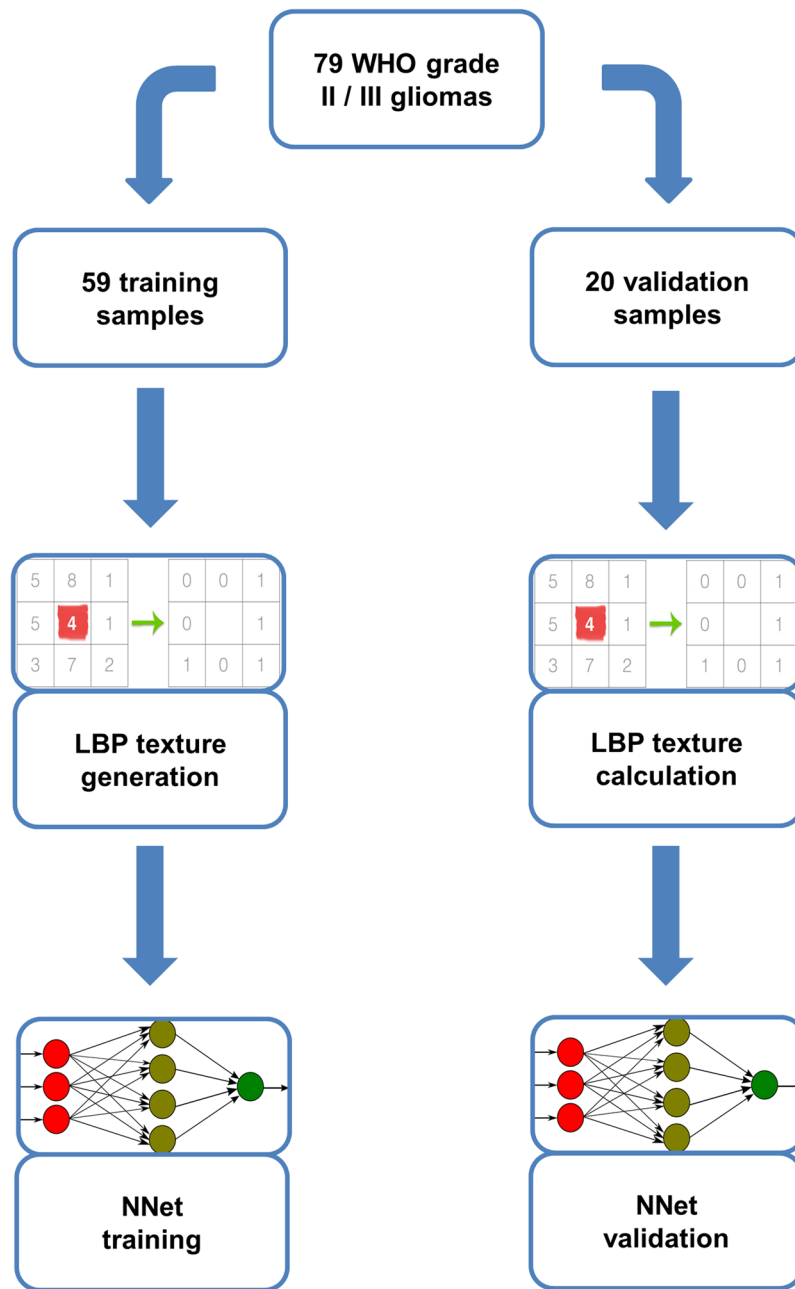 79 WHO grade
II / III gliomas
59 training
samples
20 validation
samples
5 8 1 0 0 1
5 4 1 0 1
3 7 2 1 0 1
LBP texture
generation
5 8 1 0 0 1
5 4 1 0 1
3 7 2 1 0 1
LBP texture
calculation
NNet
training
NNet
validation